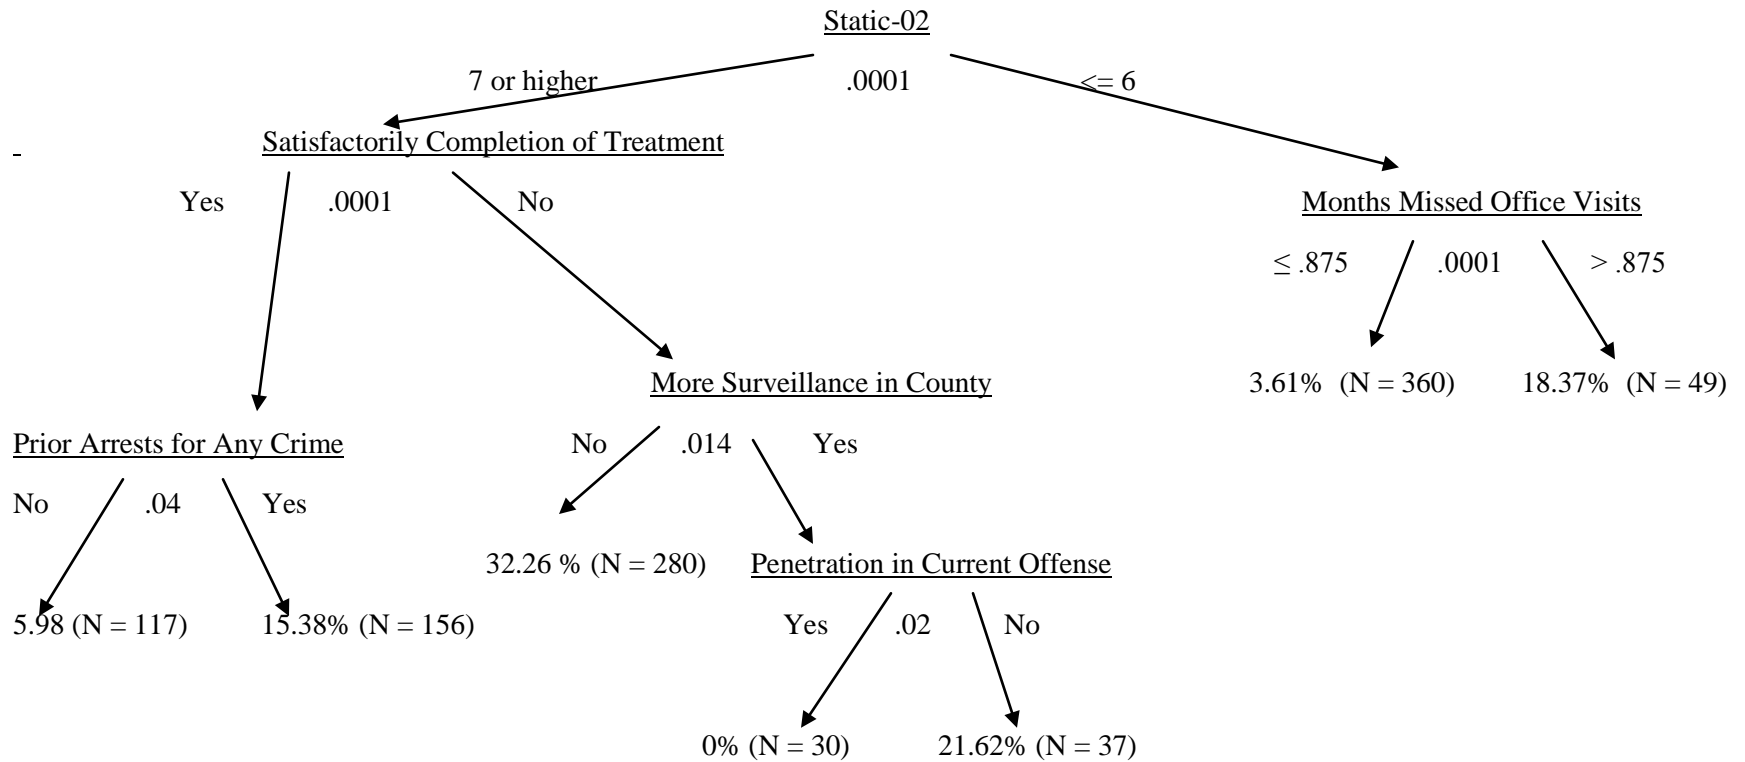 Static-02
7 or higher .0001 <= 6
Satisfactorily Completion of Treatment
Yes .0001 No
Months Missed Office Visits
≤ .875 .0001 > .875
More Surveillance in County
3.61% (N = 360) 18.37% (N = 49)
Prior Arrests for Any Crime
No .014 Yes
No .04 Yes
32.26 % (N = 280)
Penetration in Current Offense
5.98 (N = 117) 15.38% (N = 156)
Yes .02 No
0% (N = 30) 21.62% (N = 37)